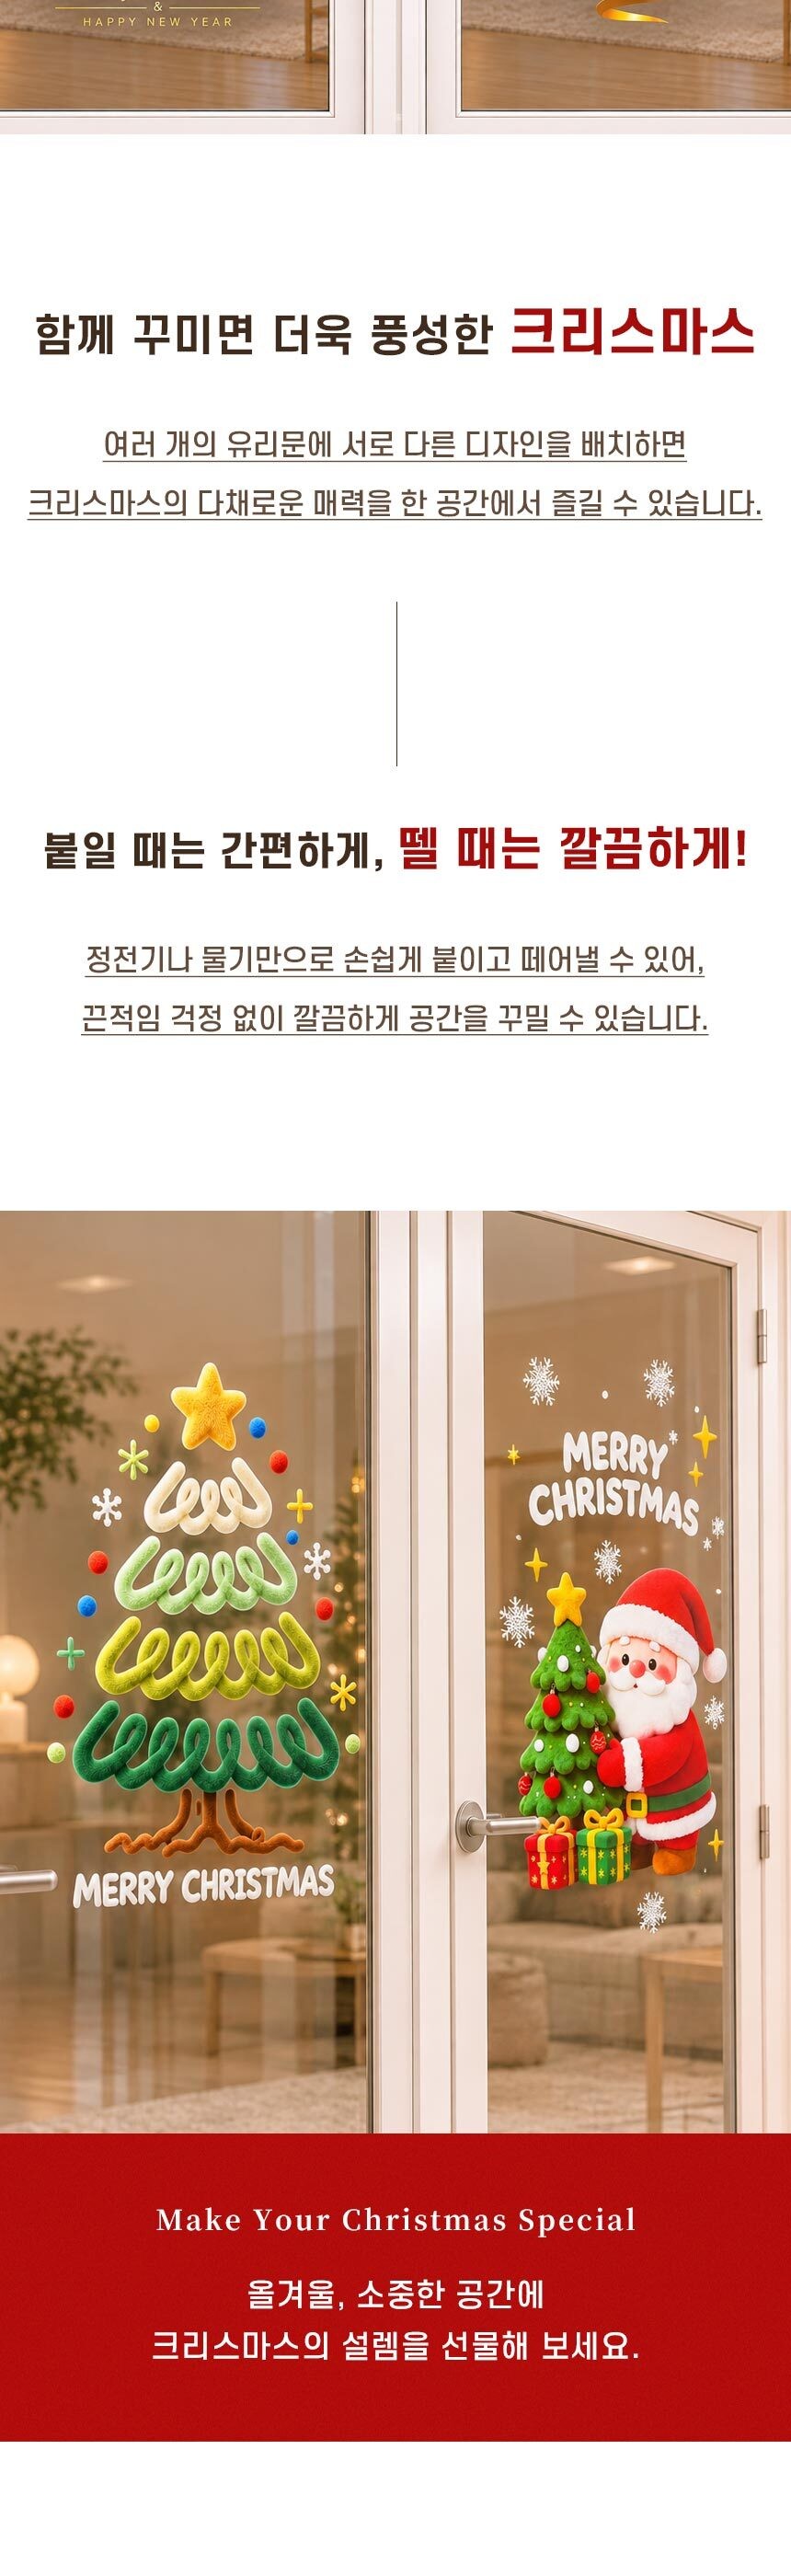 &
HAPPY NEW YEAR
함께 꾸미면 더욱 풍성한 크리스마스
여러 개의 유리문에 서로 다른 디자인을 배치하면
크리스마스의 다채로운 매력을 한 공간에서 즐길 수 있습니다.
붙일 때는 간편하게, 뗄 때는 깔끔하게!
정전기나 물기만으로 손쉽게 붙이고 떼어낼 수 있어,
끈적임 걱정 없이 깔끔하게 공간을 꾸밀 수 있습니다.
MERRY CHRISTMAS
MERRY
CHRISTMAS
Make Your Christmas Special
올겨울, 소중한 공간에
크리스마스의 설렘을 선물해 보세요.